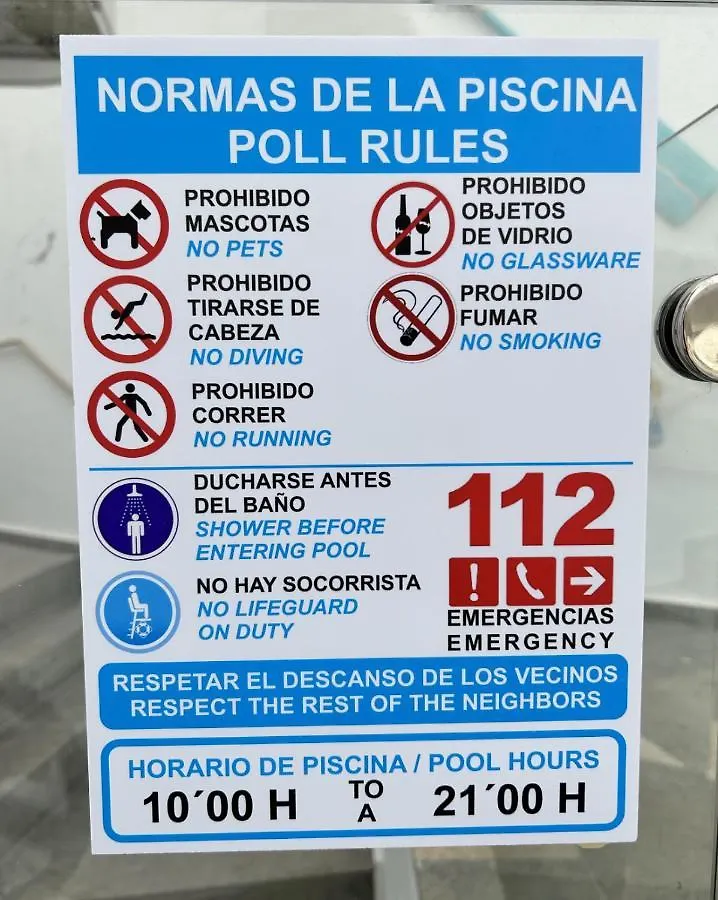 NORMAS DE LA PISCINA
POLL RULES
PROHIBIDO
MASCOTAS
NO PETS
PROHIBIDO
OBJETOS
DE VIDRIO
NO GLASSWARE
PROHIBIDO
TIRARSE DE
CABEZA
NO DIVING
PROHIBIDO
FUMAR
NO SMOKING
PROHIBIDO
CORRER
NO RUNNING
DUCHARSE ANTES
DEL BAÑO
SHOWER BEFORE
ENTERING POOL
NO HAY SOCORRISTA
NO LIFEGUARD
ON DUTY
112
EMERGENCIAS
EMERGENCY
RESPETAR EL DESCANSO DE LOS VECINOS
RESPECT THE REST OF THE NEIGHBORS
HORARIO DE PISCINA / POOL HOURS
10´00 H TO A 21´00 H